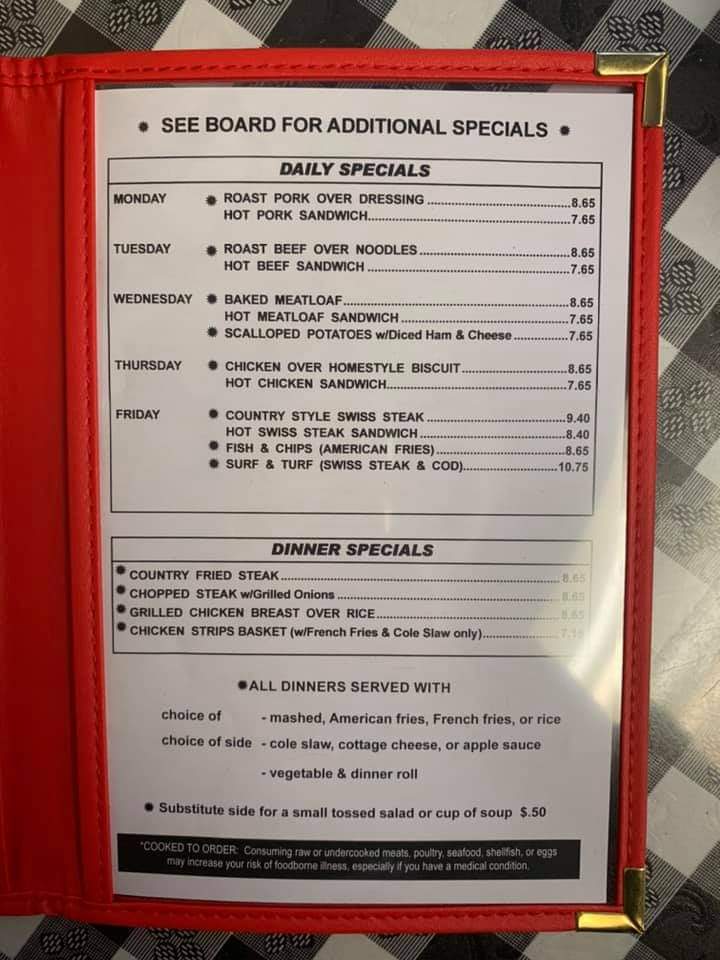 SEE BOARD FOR ADDITIONAL SPECIALS
DAILY SPECIALS
MONDAY ROAST PORK OVER DRESSING 8.65
HOT PORK SANDWICH 7.65
TUESDAY ROAST BEEF OVER NOODLES 8.65
HOT BEEF SANDWICH 7.65
WEDNESDAY BAKED MEATLOAF 8.65
HOT MEATLOAF SANDWICH 7.65
SCALLOPED POTATOES w/Diced Ham & Cheese 7.65
THURSDAY CHICKEN OVER HOMESTYLE BISCUIT 8.65
HOT CHICKEN SANDWICH 7.65
FRIDAY COUNTRY STYLE SWISS STEAK 9.40
HOT SWISS STEAK SANDWICH 8.40
FISH & CHIPS (AMERICAN FRIES) 8.65
SURF & TURF (SWISS STEAK & COD) 10.75
DINNER SPECIALS
COUNTRY FRIED STEAK 8.65
CHOPPED STEAK w/Grilled Onions 8.65
GRILLED CHICKEN BREAST OVER RICE 8.65
CHICKEN STRIPS BASKET (w/French Fries & Cole Slaw only)
ALL DINNERS SERVED WITH
choice of - mashed, American fries, French fries, or rice
choice of side - cole slaw, cottage cheese, or apple sauce
- vegetable & dinner roll
Substitute side for a small tossed salad or cup of soup $.50
*COOKED TO ORDER: Consuming raw or undercooked meats, poultry, seafood, shellfish, or eggs
may increase your risk of foodborne illness, especially if you have a medical condition.